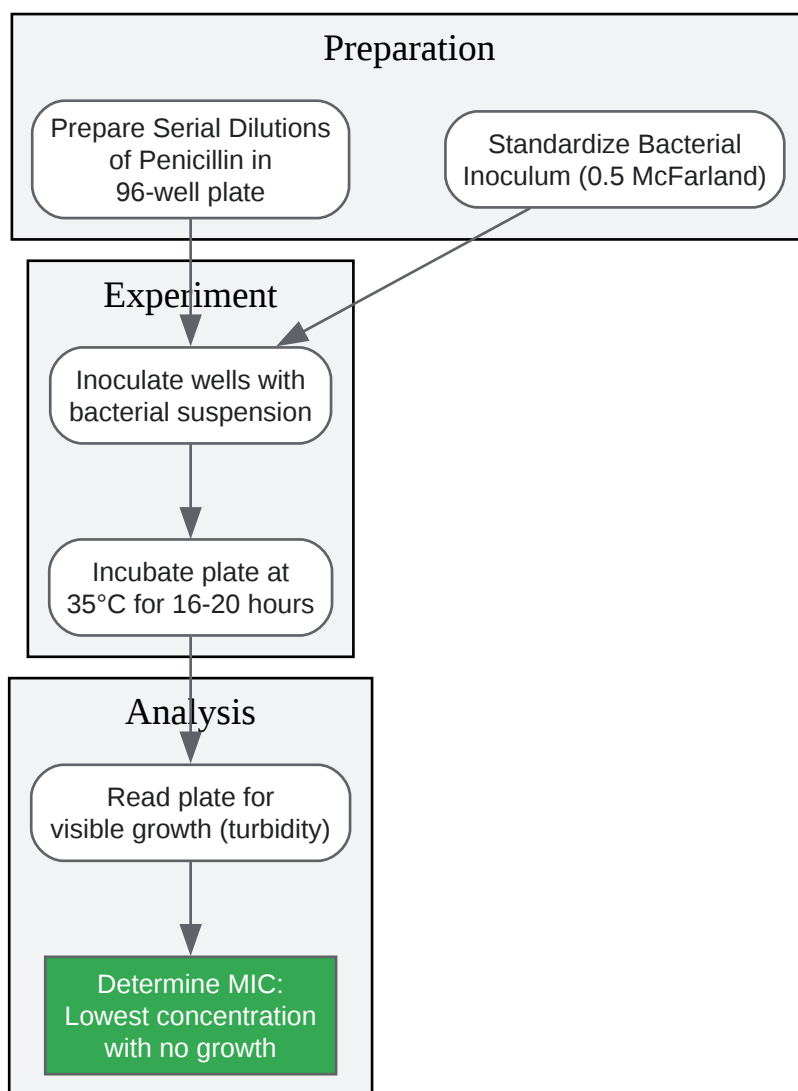 Preparation
Prepare Serial Dilutions
of Penicillin in
96-well plate
Standardize Bacterial
Inoculum (0.5 McFarland)
Experiment
Inoculate wells with
bacterial suspension
Incubate plate at
35°C for 16-20 hours
Analysis
Read plate for
visible growth (turbidity)
Determine MIC:
Lowest concentration
with no growth